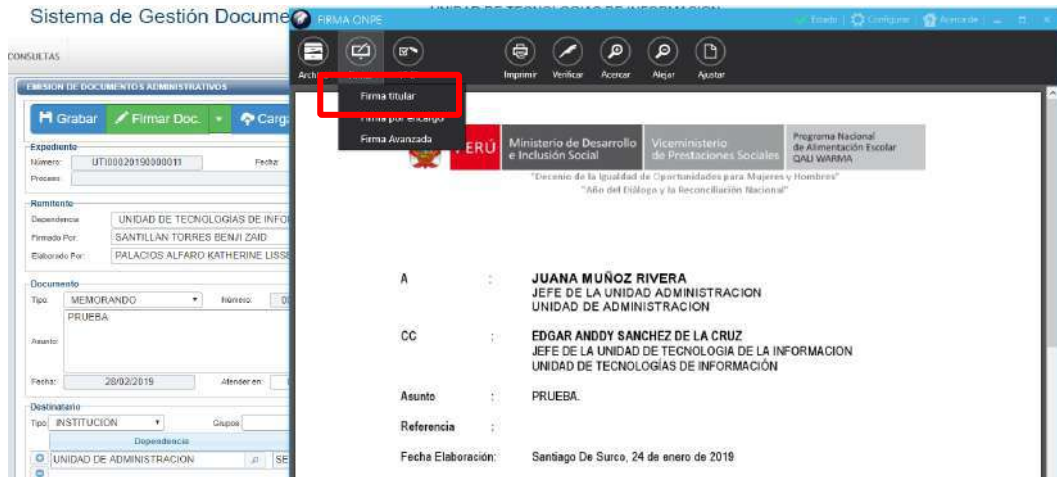 Sistema de Gestión Docume
CONSULTAS
EMISION DE DOCUMENTOS ADMINISTRATIVOS
Grabar
Firmar Doc.
Carg
Expediente
Número:
UTI00020190000011
Fecha:
Proceso:
Remitente
Dependencia
UNIDAD DE TECNOLOGIAS DE INFO
Firmado Por:
SANTILLAN TORRES BENJI ZAID
Elaborado Por:
PALACIOS ALFARO KATHERINE LISSE
Documento
Tipo:
MEMORANDO
Número:
PRUEBA
Asunto:
Fecha:
28/02/2019
Atender en:
Destinatario
Tipo:
INSTITUCION
Grupos
Dependencia
UNIDAD DE ADMINISTRACION
SE
FIRMA ONPE
Estado
Configurar
Acerca de
Imprimir
Verificar
Acercar
Alejar
Ajustar
Firma titular
Firma por encargo
Firma Avanzada
PERÚ
Ministerio de Desarrollo
e Inclusión Social
Viceministerio
de Prestaciones Sociales
Programa Nacional
de Alimentación Escolar
QALI WARMA
"Decenio de la Igualdad de Oportunidades para Mujeres y Hombres"
"Año del Diálogo y la Reconciliación Nacional"
A : JUANA MUÑOZ RIVERA
JEFE DE LA UNIDAD ADMINISTRACION
UNIDAD DE ADMINISTRACION
CC : EDGAR ANDDY SANCHEZ DE LA CRUZ
JEFE DE LA UNIDAD DE TECNOLOGIA DE LA INFORMACION
UNIDAD DE TECNOLOGÍAS DE INFORMACIÓN
Asunto : PRUEBA.
Referencia :
Fecha Elaboración: Santiago De Surco, 24 de enero de 2019